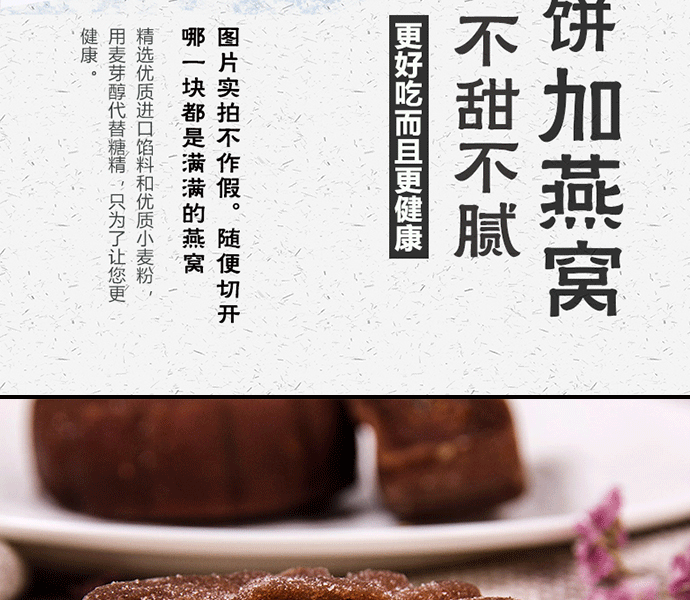 饼加燕窝
不甜不腻
更好吃而且更健康
图片实拍不作假。随便切开
哪一块都是满满的燕窝
精选优质进口馅料和优质小麦粉，
用麦芽醇代替糖精，只为了让您更
健康。